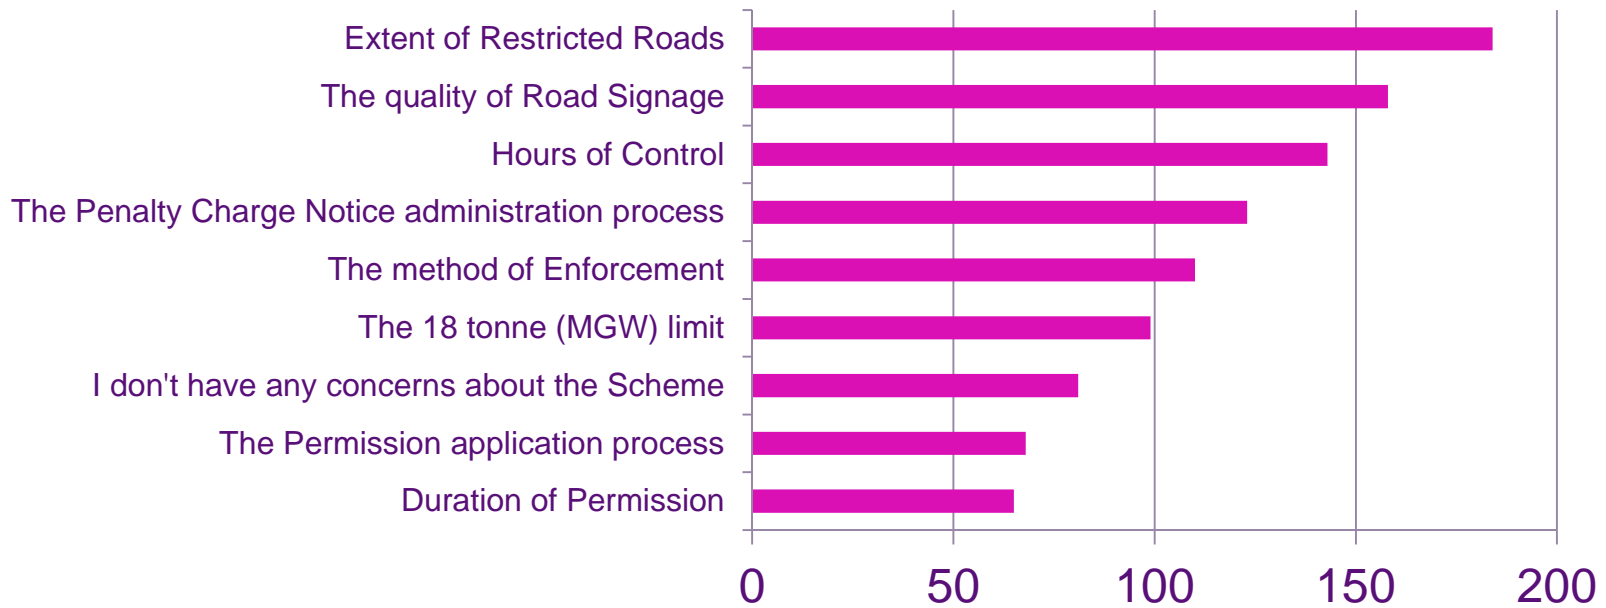 Extent of Restricted Roads
The quality of Road Signage
Hours of Control
The Penalty Charge Notice administration process
The method of Enforcement
The 18 tonne (MGW) limit
I don't have any concerns about the Scheme
The Permission application process
Duration of Permission
0 50 100 150 200